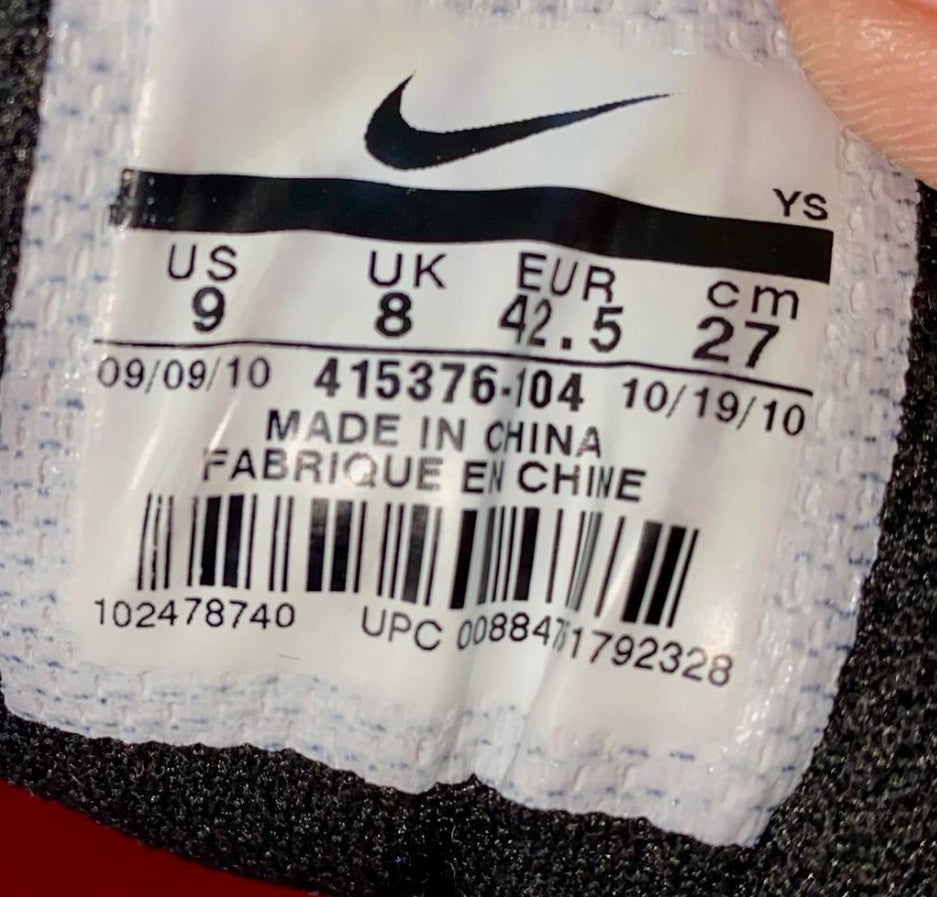 YS
US UK EUR cm
9 8 42.5 27
09/09/10 415376-104 10/19/10
MADE IN CHINA
FABRIQUE EN CHINE
102478740 UPC